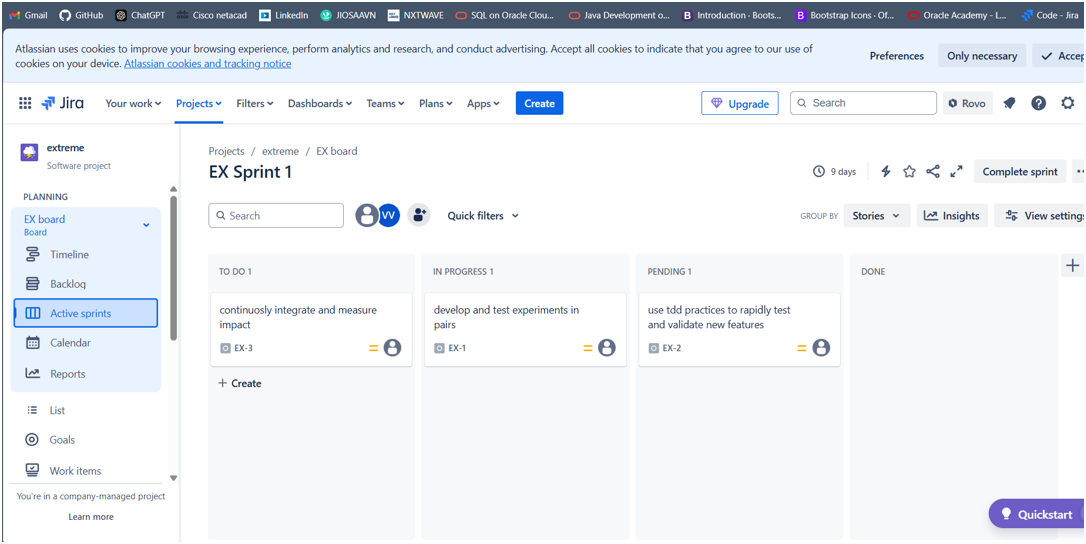 Gmail GitHub ChatGPT Cisco netacad LinkedIn JIOSAAVN NXTWAVE SQL on Oracle Clou... Java Development o... Introduction · Boots... Bootstrap Icons · Of... Oracle Academy - L... Code - Jira
Atlassian uses cookies to improve your browsing experience, perform analytics and research, and conduct advertising. Accept all cookies to indicate that you agree to our use of
cookies on your device. Atlassian cookies and tracking notice
Preferences Only necessary Accep
Jira Your work Projects Filters Dashboards Teams Plans Apps Create Upgrade Search Rovo
extreme
Software project
PLANNING
EX board
Board
Timeline
Backlog
Active sprints
Calendar
Reports
List
Goals
Work items
You're in a company-managed project
Learn more
Projects / extreme / EX board
EX Sprint 1
9 days Complete sprint
Search VV Quick filters GROUP BY Stories Insights View settings
TO DO 1
continuosly integrate and measure
impact
EX-3
+ Create
IN PROGRESS 1
develop and test experiments in
pairs
EX-1
PENDING 1
use tdd practices to rapidly test
and validate new features
EX-2
DONE
Quickstart